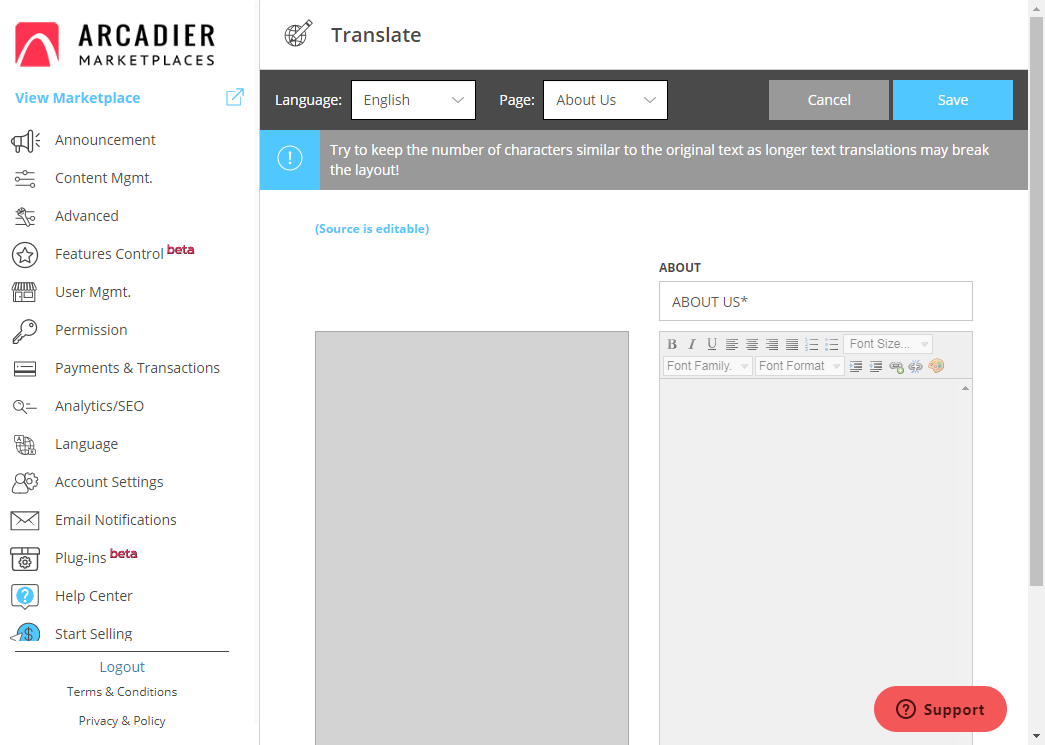 ARCADIER
MARKETPLACES
View Marketplace
Announcement
Content Mgmt.
Advanced
Features Control beta
User Mgmt.
Permission
Payments & Transactions
Analytics/SEO
Language
Account Settings
Email Notifications
Plug-ins beta
Help Center
Start Selling
Logout
Terms & Conditions
Privacy & Policy
Translate
Language: English Page: About Us Cancel Save
Try to keep the number of characters similar to the original text as longer text translations may break
the layout!
(Source is editable)
ABOUT
ABOUT US*
B I U Font Size...
Font Family. Font Format
Support